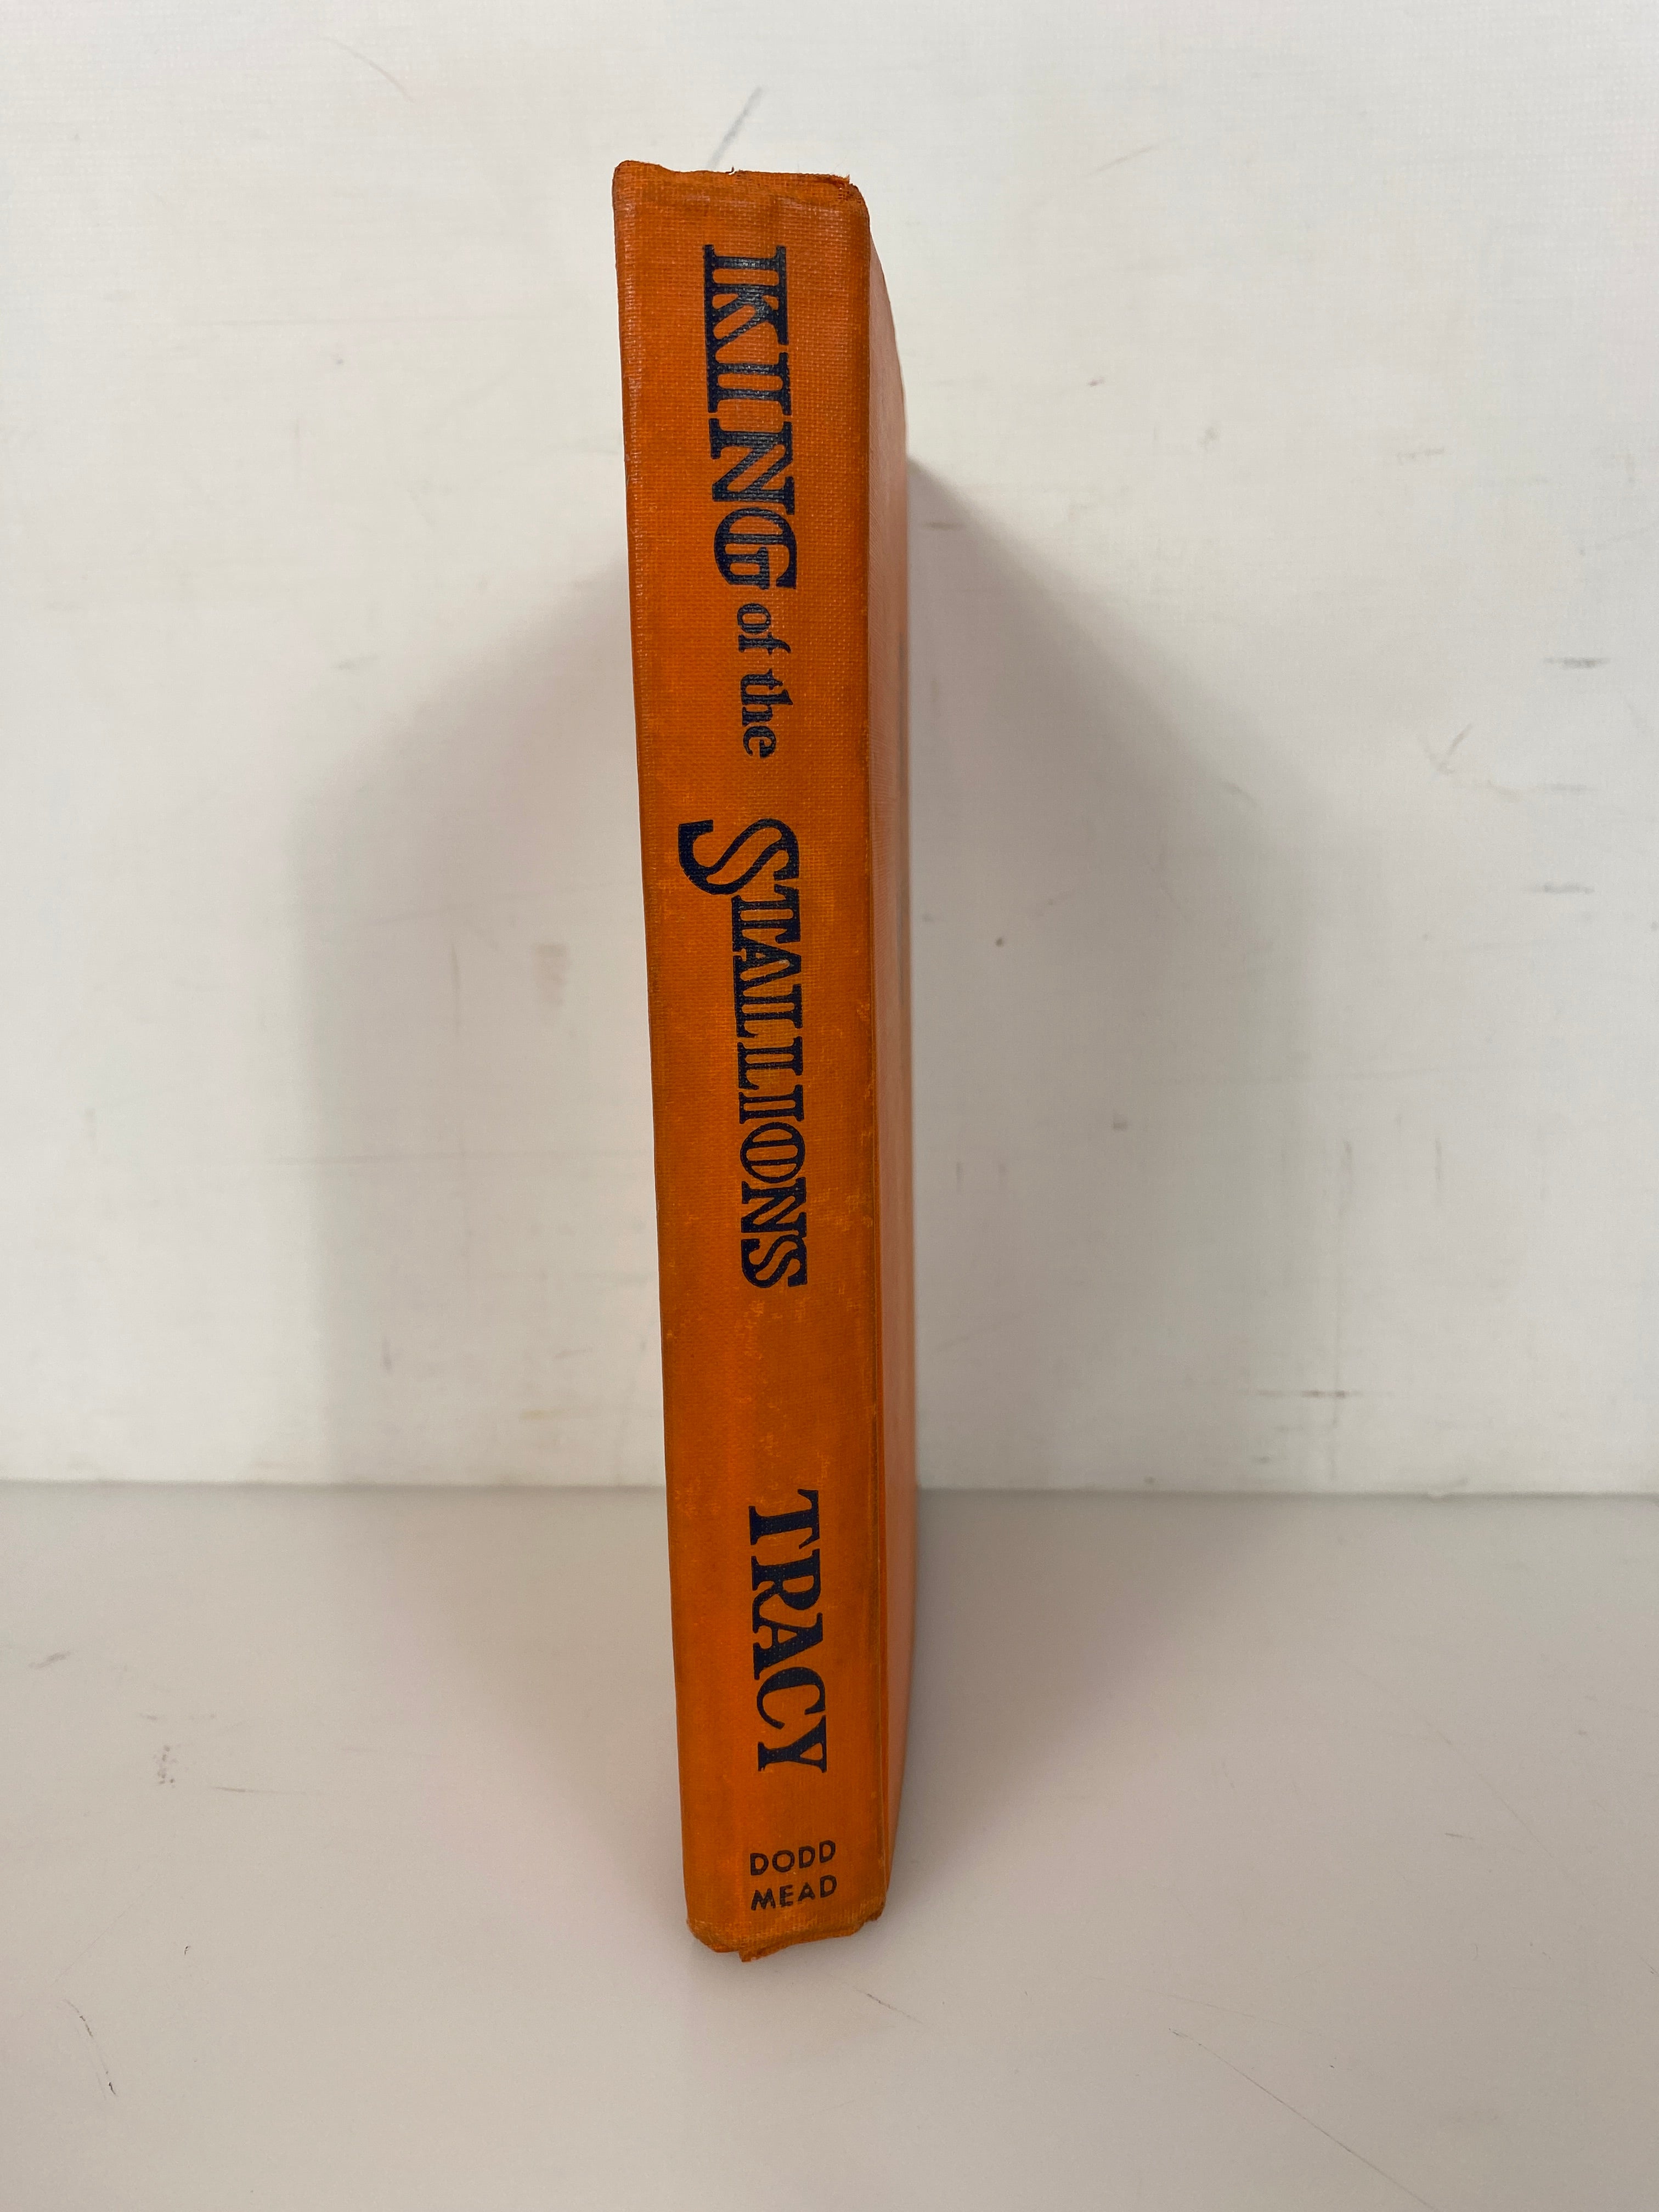 KING of the STALLIONS
TRACY
DODD
MEAD